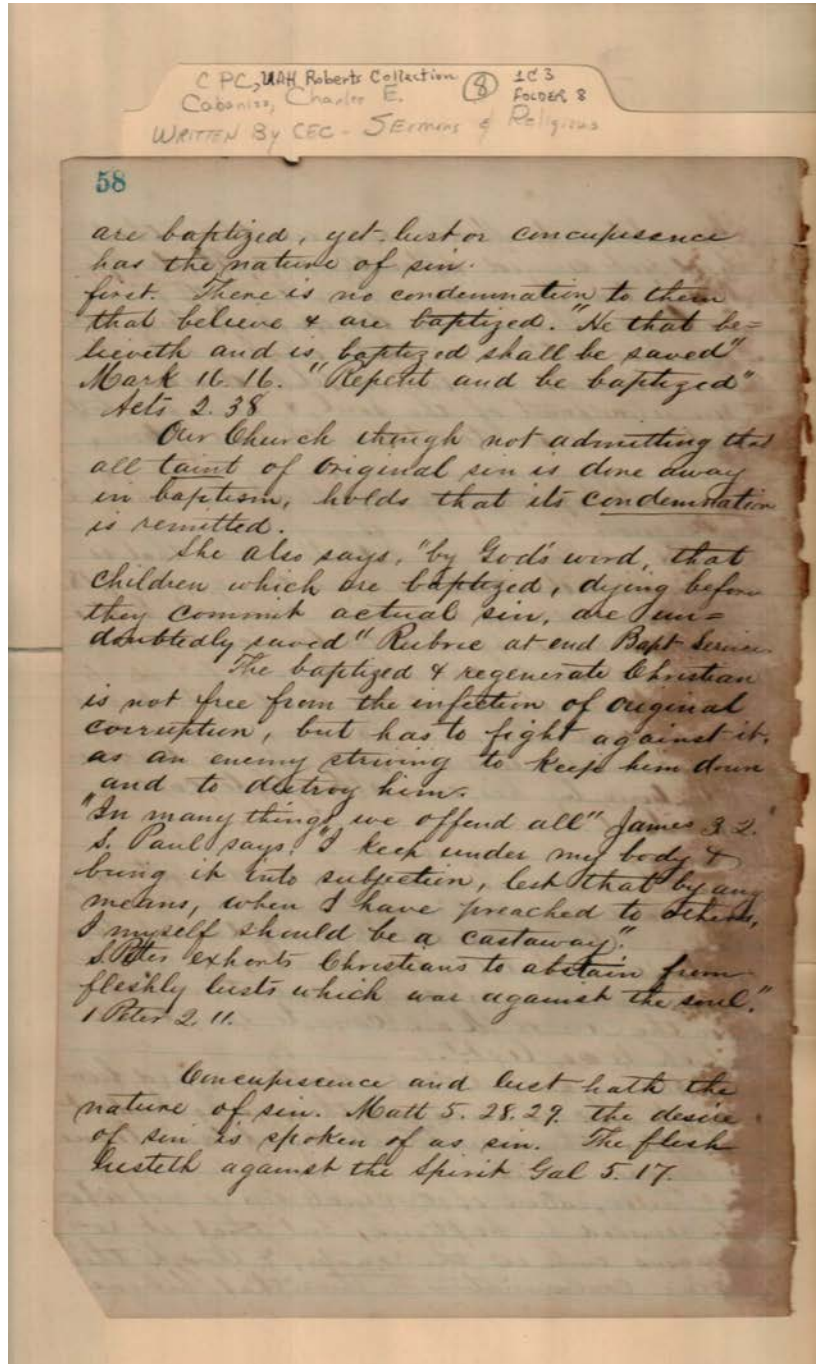 C PC, UAH Roberts Collection ⑧ 1C3
Cabaniss, Charles E. FOLDER 8
WRITTEN By CEC - SErmons & Religious
58
are baptized, yet lust or concupisence
has the nature of sin.
first. There is no condemnation to them
that believe & are baptized. "He that be=
lieveth and is baptized shall be saved"
Mark 16.16. "Repent and be baptized"
Acts 2.38
Our Church though not admitting that
all taint of original sin is done away
in baptism, holds that its condemnation
is remitted.
She also says, "by God's word, that
children which are baptized, dying before
they commit actual sin, are un=
doubtedly saved" Rubric at end Bapt Service
The baptized & regenerate Christian
is not free from the infection of original
corruption, but has to fight against it,
as an enemy striving to keep him down
and to destroy him.
"In many things we offend all" James 3.2.
S. Paul says. "I keep under my body &
bring it into subjection, lest that by any
means, when I have preached to others,
I myself should be a castaway."
S. Peter exhorts Christians to abstain from
fleshly lusts which war against the soul."
1 Peter 2.11.
Concupiscence and lust hath the
nature of sin. Matt 5.28.29. the desire
of sin is spoken of as sin. The flesh
lusteth against the Spirit Gal 5.17.